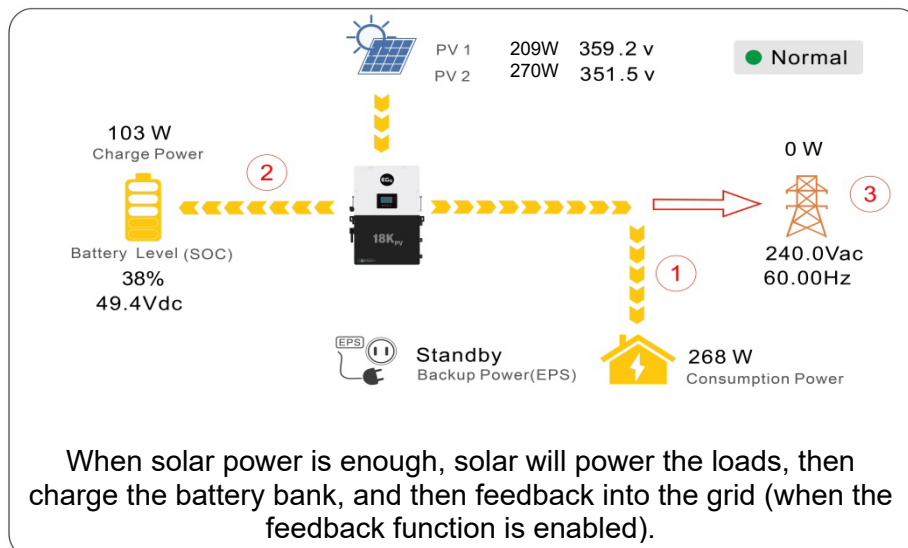 PV 1 209W 359.2 v
PV 2 270W 351.5 v
Normal
103 W
Charge Power
2
0 W
3
EG4
18KPV
Battery Level (SOC)
38%
49.4Vdc
240.0Vac
60.00Hz
1
EPS
Standby
Backup Power(EPS)
268 W
Consumption Power
When solar power is enough, solar will power the loads, then
charge the battery bank, and then feedback into the grid (when the
feedback function is enabled).